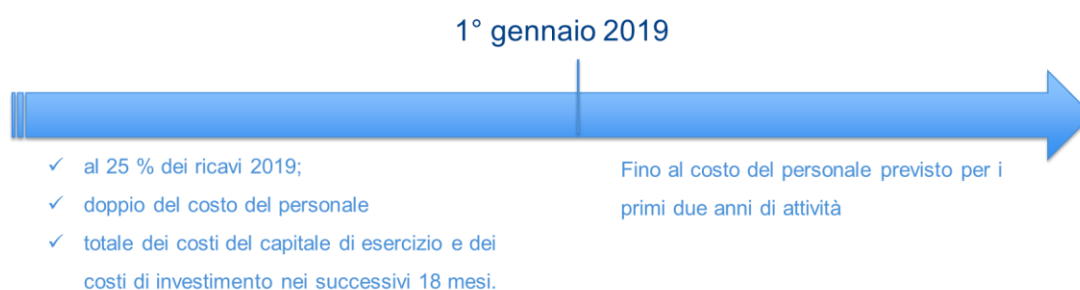 1° gennaio 2019
✓ al 25 % dei ricavi 2019;
✓ doppio del costo del personale
✓ totale dei costi del capitale di esercizio e dei
costi di investimento nei successivi 18 mesi.
Fino al costo del personale previsto per i
primi due anni di attività